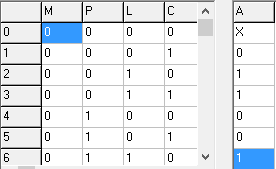 M P L C A
0 0 0 0 0 X
1 0 0 0 1 0
2 0 0 1 0 1
3 0 0 1 1 1
4 0 1 0 0 0
5 0 1 0 1 0
6 0 1 1 0 1